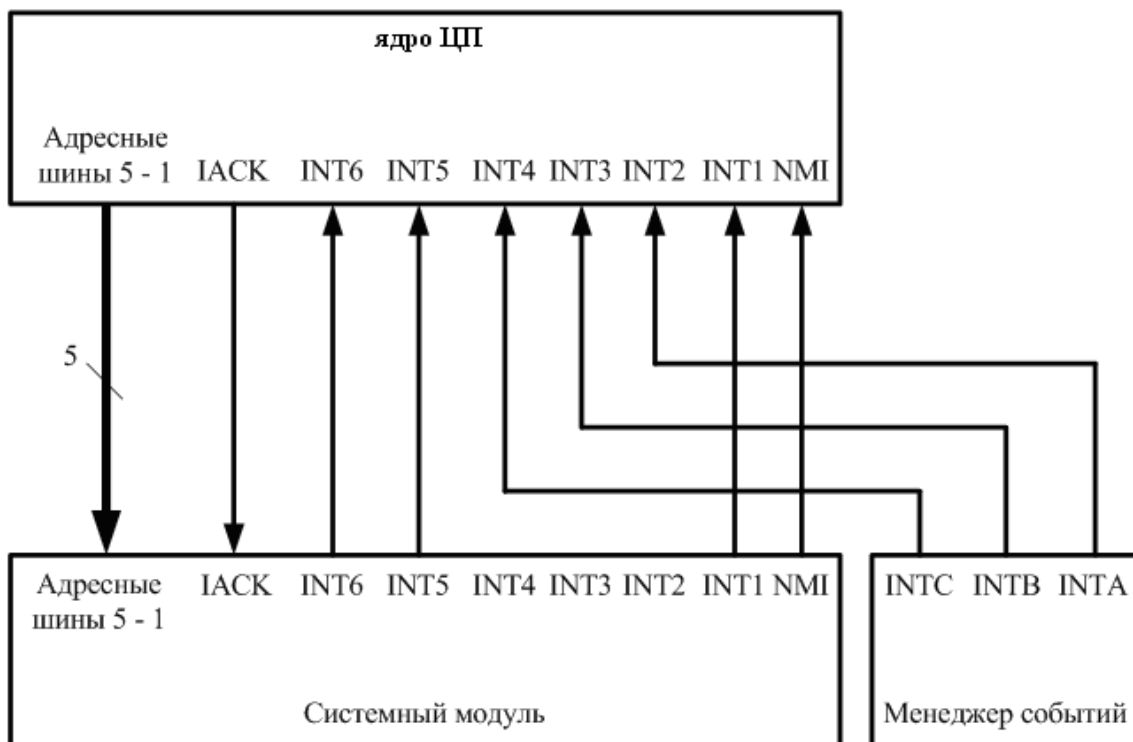 ядро ЦП
Адресные
шины 5 - 1 IACK INT6 INT5 INT4 INT3 INT2 INT1 NMI
5
Адресные
шины 5 - 1 IACK INT6 INT5 INT4 INT3 INT2 INT1 NMI INTC INTB INTA
Системный модуль Менеджер событий